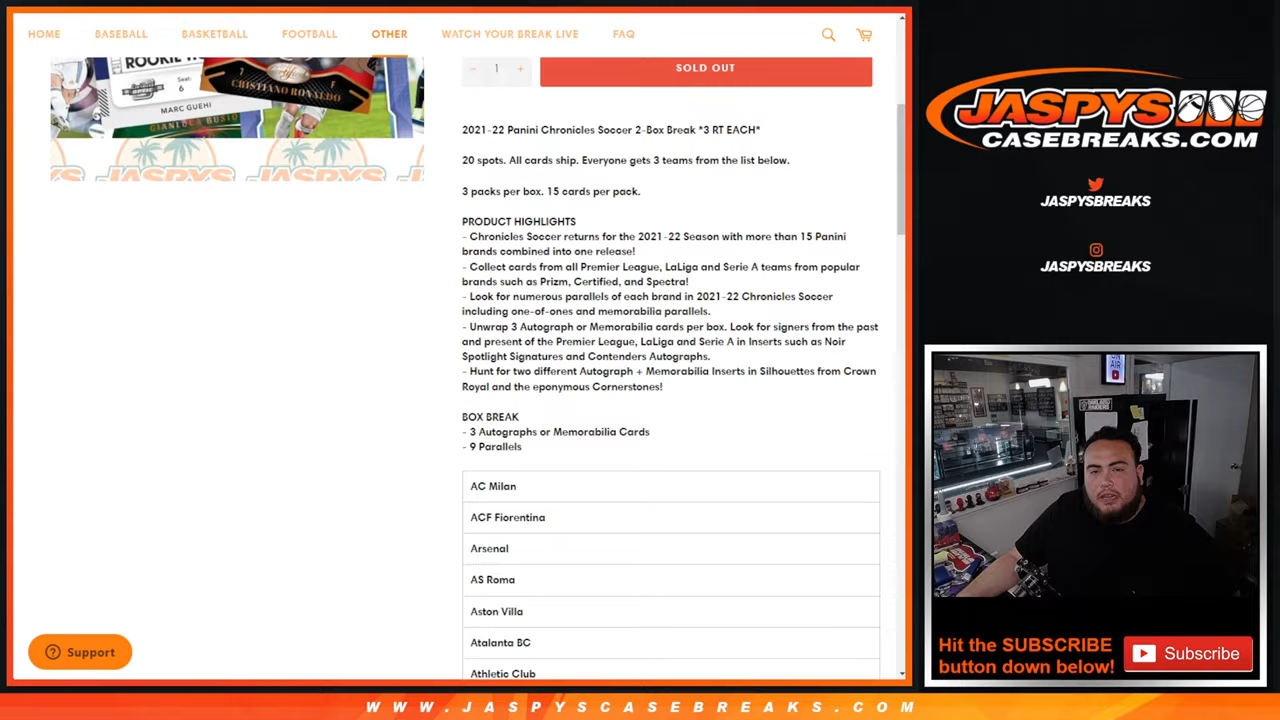 HOME BASEBALL BASKETBALL FOOTBALL OTHER WATCH YOUR BREAK LIVE FAQ
ROOKIE
Seat:
6
MARC GUEHI
GIANLUCA BUSIO
7 F
CRISTIANO RONALDO
- 1 +
SOLD OUT
2021-22 Panini Chronicles Soccer 2-Box Break *3 RT EACH*
20 spots. All cards ship. Everyone gets 3 teams from the list below.
3 packs per box. 15 cards per pack.
PRODUCT HIGHLIGHTS
- Chronicles Soccer returns for the 2021-22 Season with more than 15 Panini
brands combined into one release!
- Collect cards from all Premier League, LaLiga and Serie A teams from popular
brands such as Prizm, Certified, and Spectra!
- Look for numerous parallels of each brand in 2021-22 Chronicles Soccer
including one-of-ones and memorabilia parallels.
- Unwrap 3 Autograph or Memorabilia cards per box. Look for signers from the past
and present of the Premier League, LaLiga and Serie A in Inserts such as Noir
Spotlight Signatures and Contenders Autographs.
- Hunt for two different Autograph + Memorabilia Inserts in Silhouettes from Crown
Royal and the eponymous Cornerstones!
BOX BREAK
- 3 Autographs or Memorabilia Cards
- 9 Parallels
AC Milan
ACF Fiorentina
Arsenal
AS Roma
Aston Villa
Atalanta BC
Athletic Club
Support
JASPYS
CASEBREAKS.COM
JASPYSBREAKS
JASPYSBREAKS
ON
AIR
Hit the SUBSCRIBE
button down below!
Subscribe
WWW.JASPYSCASEBREAKS.COM